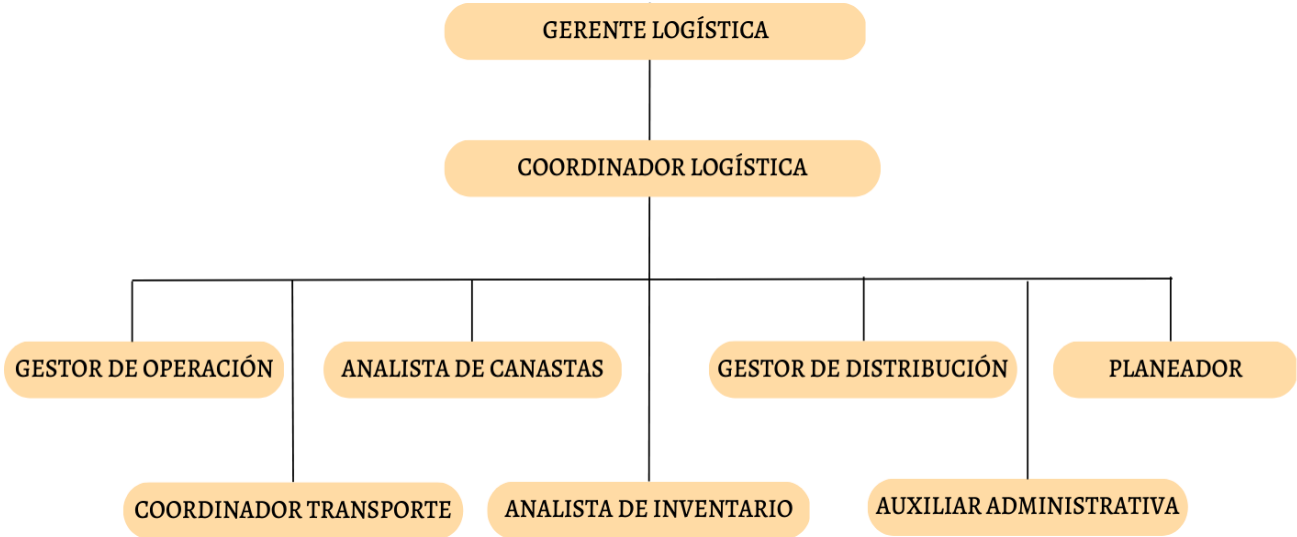 GERENTE LOGÍSTICA
COORDINADOR LOGÍSTICA
GESTOR DE OPERACIÓN
ANALISTA DE CANASTAS
GESTOR DE DISTRIBUCIÓN
PLANEADOR
COORDINADOR TRANSPORTE
ANALISTA DE INVENTARIO
AUXILIAR ADMINISTRATIVA